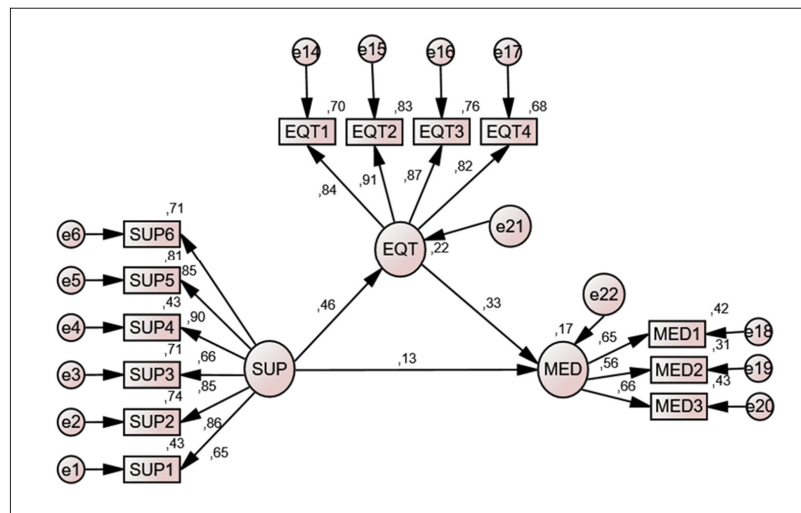 e14 e15 e16 e17
,70 ,83 ,76 ,68
EQT1 EQT2 EQT3 EQT4
,84 ,91 ,87 ,82
e21
EQT ,22
,71
e6 SUP6
,81
e5 SUP5 ,85
,43 ,90
e4 SUP4
,71 ,66
e3 SUP3
,74 ,85
e2 SUP2
,43 ,86
e1 SUP1 ,65
SUP
,46 ,33
,13
e22
,17 MED
,65 ,56 ,66
,42
MED1 e18
,31
MED2 e19
,43
MED3 e20